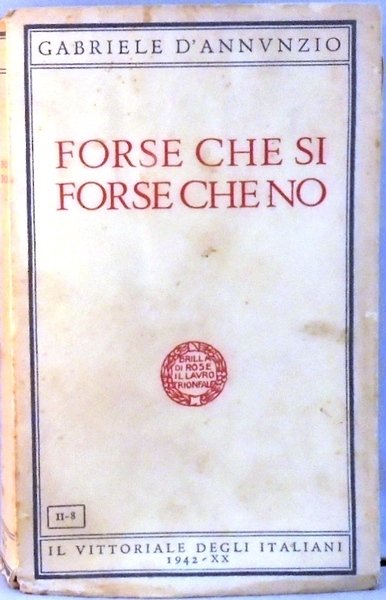 GABRIELE D'ANNVNZIO
FORSE CHE SI
FORSE CHE NO
BRILLA
DI ROSE
IL LAVRO
TRIONFALE
II-8
IL VITTORIALE DEGLI ITALIANI
1942-XX